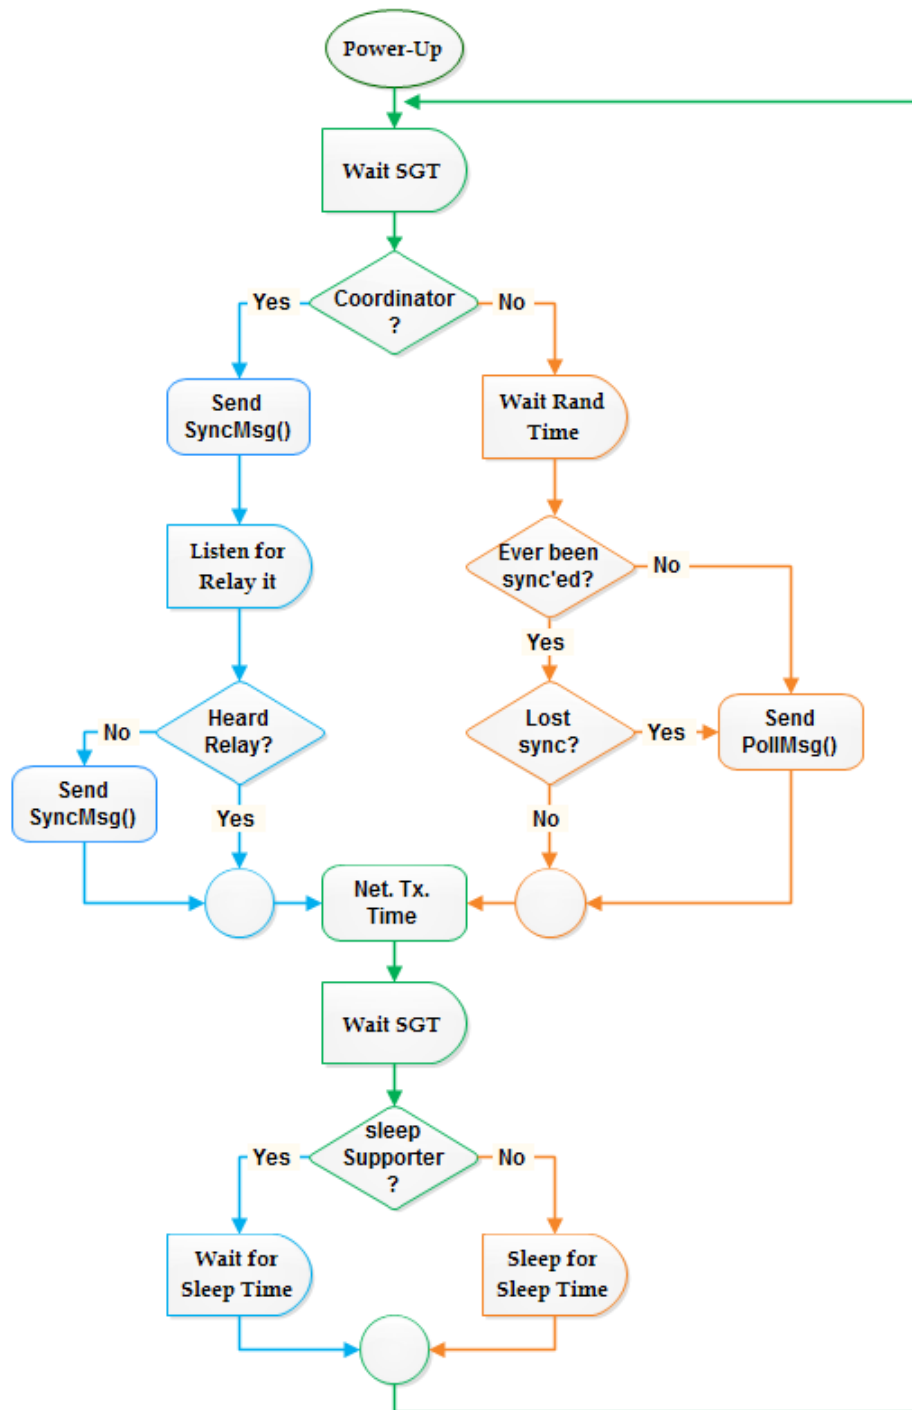 Power-Up
Wait SGT
Coordinator
?
Yes
No
Send
SyncMsg()
Wait Rand
Time
Listen for
Relay it
Ever been
sync'ed?
No
Yes
Heard
Relay?
No
Yes
Send
SyncMsg()
Lost
sync?
Yes
No
Send
PollMsg()
Net. Tx.
Time
Wait SGT
sleep
Supporter
?
Yes
No
Wait for
Sleep Time
Sleep for
Sleep Time